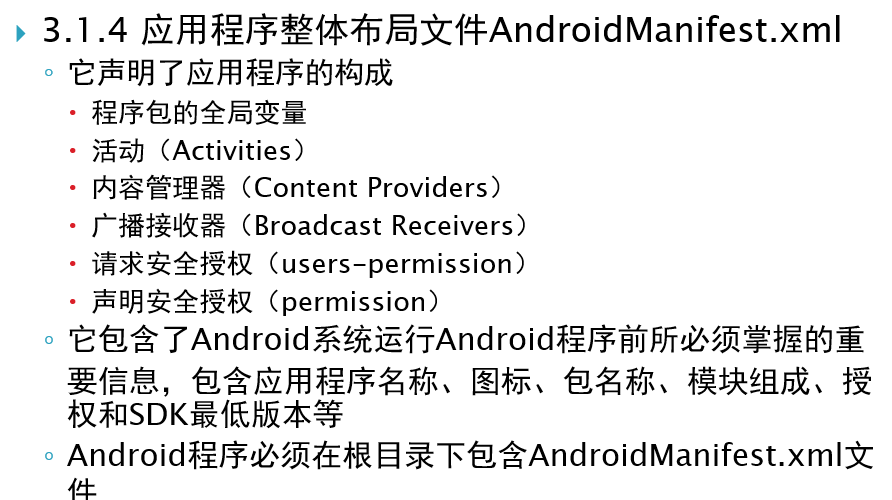 3.1.4 应用程序整体布局文件AndroidManifest.xml
它声明了应用程序的构成
程序包的全局变量
活动（Activities）
内容管理器（Content Providers）
广播接收器（Broadcast Receivers）
请求安全授权（users-permission）
声明安全授权（permission）
它包含了Android系统运行Android程序前所必须掌握的重
要信息，包含应用程序名称、图标、包名称、模块组成、授
权和SDK最低版本等
Android程序必须在根目录下包含AndroidManifest.xml文
件